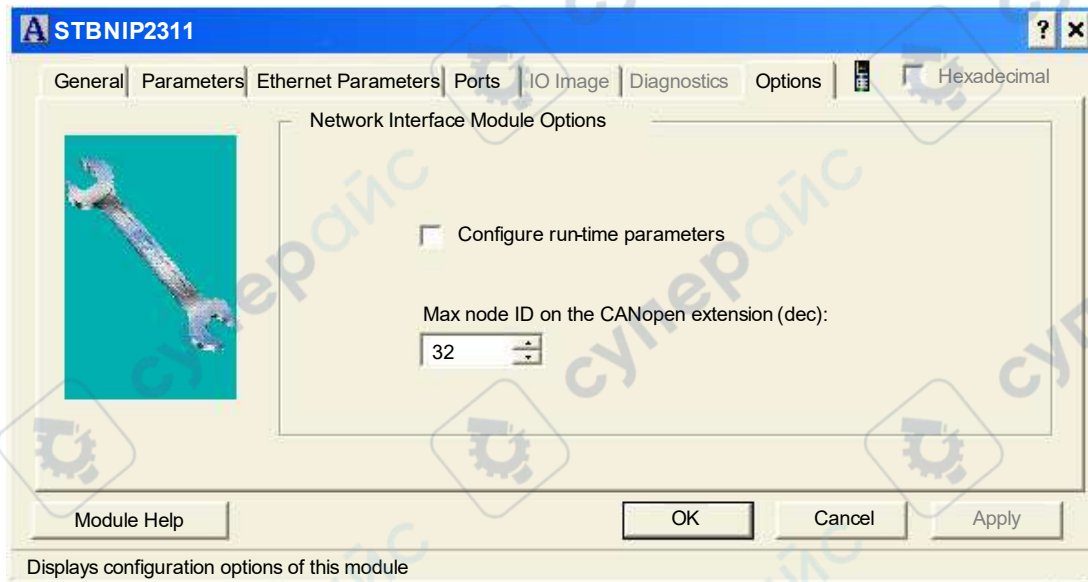 STBNIP2311
General Parameters Ethernet Parameters Ports IO Image Diagnostics Options Hexadecimal
Network Interface Module Options
Configure run-time parameters
Max node ID on the CANopen extension (dec):
32
Module Help OK Cancel Apply
Displays configuration options of this module
суперайс